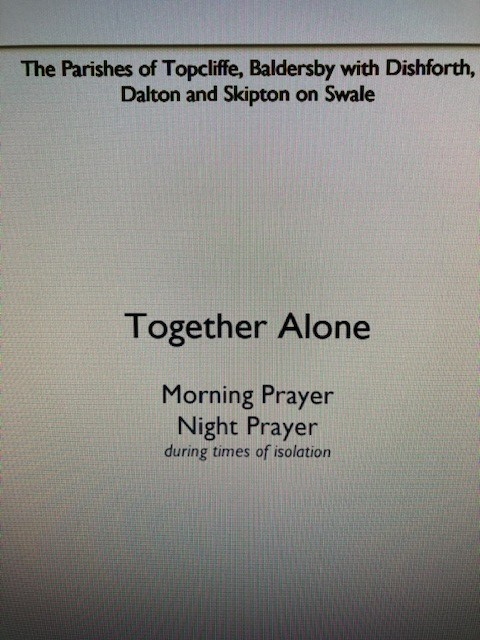 The Parishes of Topcliffe, Baldersby with Dishforth,
Dalton and Skipton on Swale
Together Alone
Morning Prayer
Night Prayer
during times of isolation